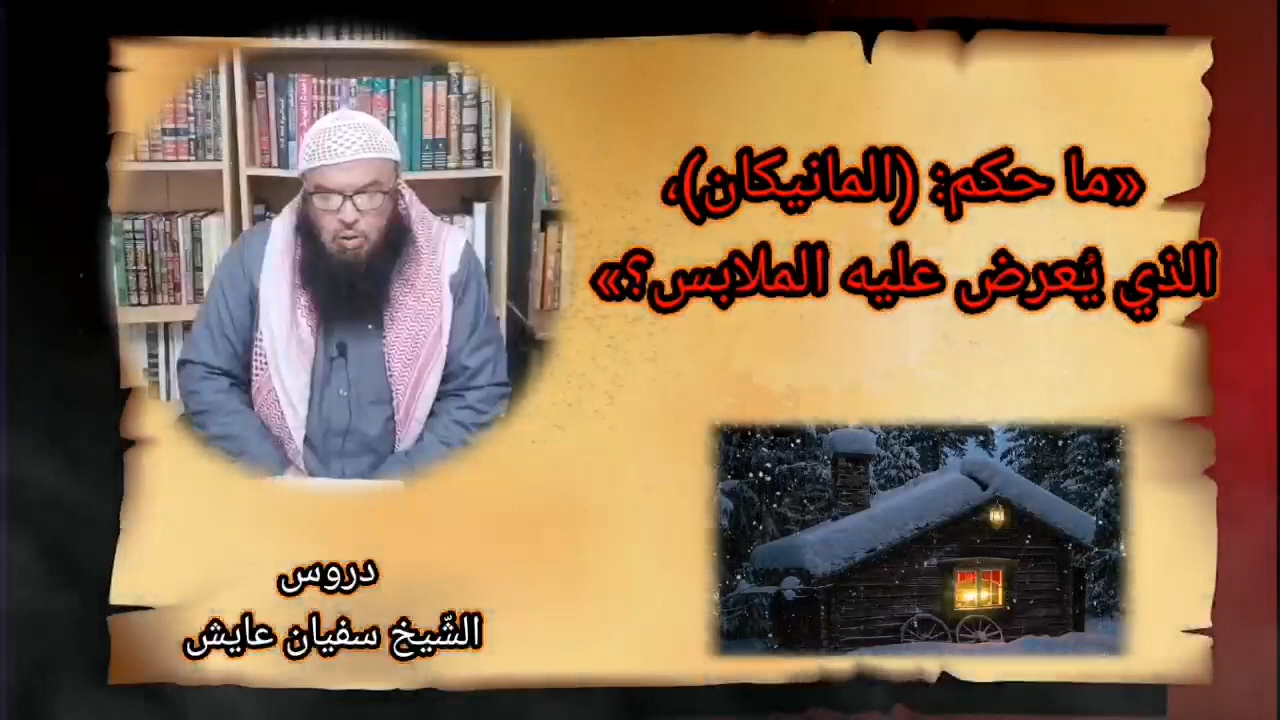 «ما حكم: (المانيكان)،
الذي يُعرض عليه الملابس؟»
دروس
الشّيخ سفيان عايش